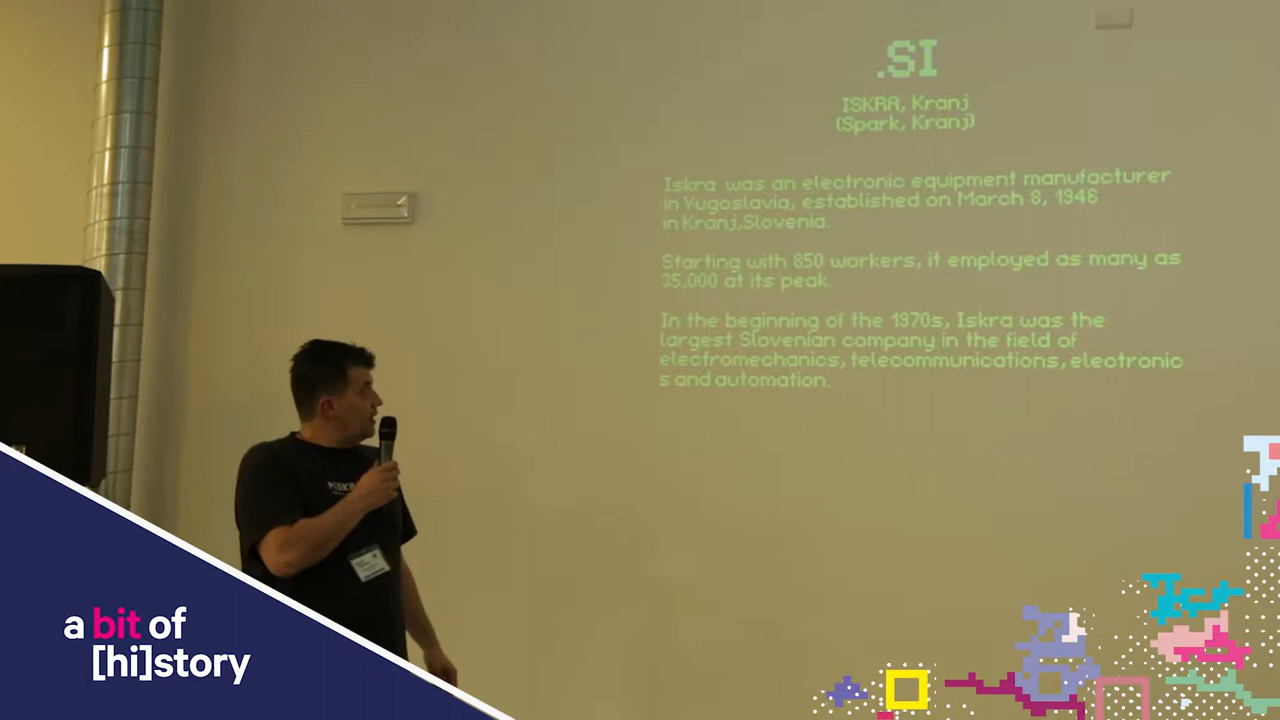 .SI
ISKRA, Kranj
(Spark, Kranj)
Iskra was an electronic equipment manufacturer
in Yugoslavia, established on March 8, 1946
in Kranj,Slovenia.
Starting with 850 workers, it employed as many as
35,000 at its peak.
In the beginning of the 1970s, Iskra was the
largest Slovenian company in the field of
electromechanics, telecommunications, electronic
s and automation.
a bit of
[hi]story